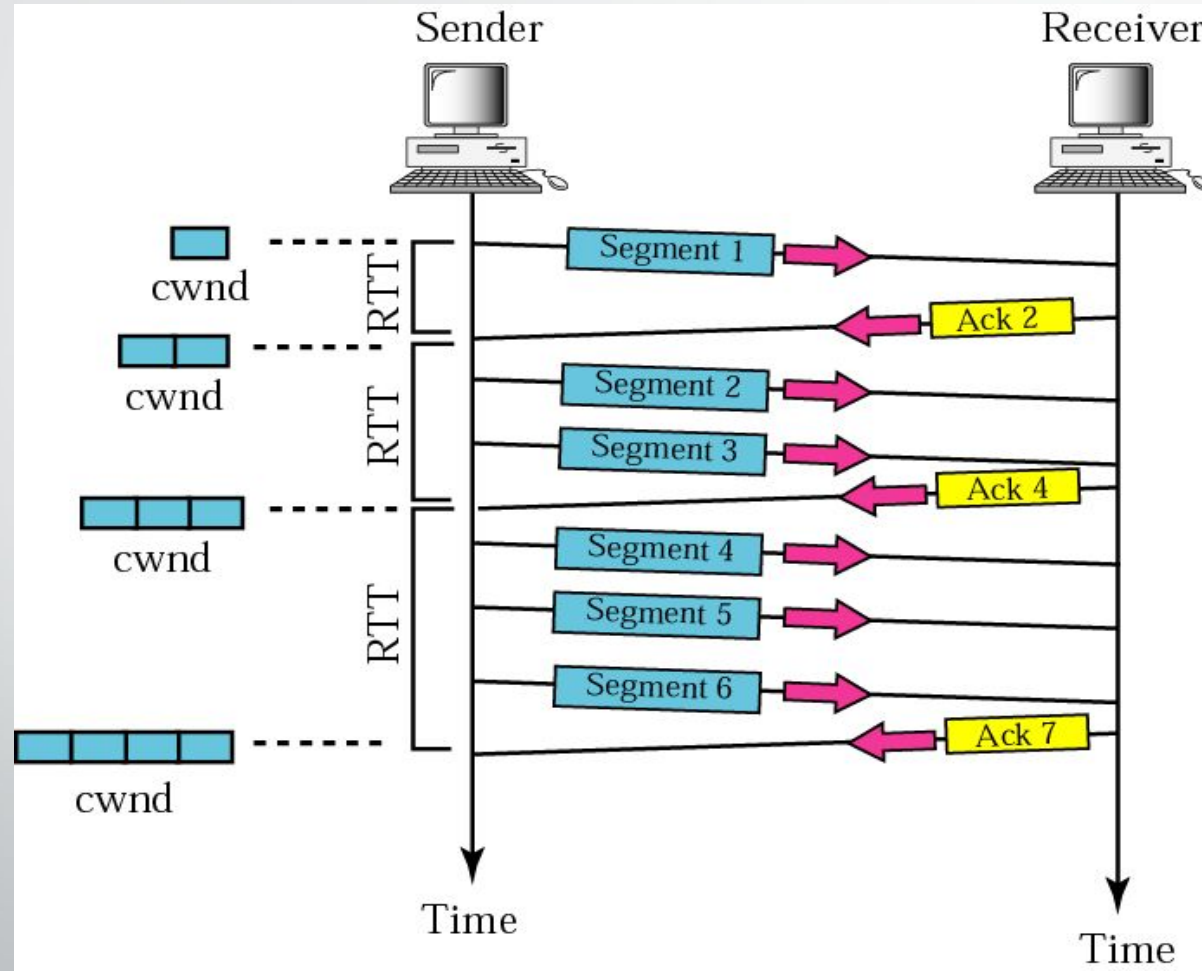 Sender
Receiver
Segment 1
cwnd
RTT
Ack 2
Segment 2
cwnd
RTT
Segment 3
Ack 4
Segment 4
cwnd
RTT
Segment 5
Segment 6
Ack 7
cwnd
Time
Time